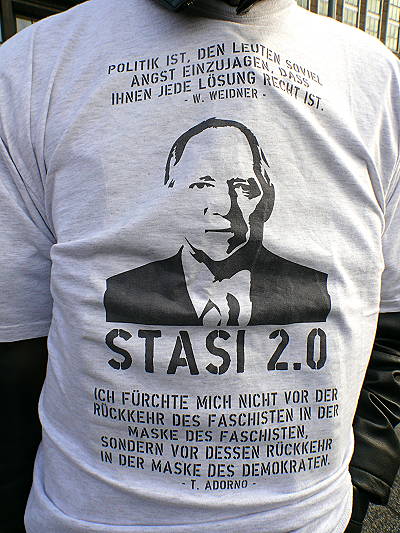 POLITIK IST, DEN LEUTEN SOVIEL
ANGST EINZUJAGEN, DASS
IHNEN JEDE LÖSUNG RECHT IST.
- W. WEIDNER -
STASI 2.0
ICH FÜRCHTE MICH NICHT VOR DER
RÜCKKEHR DES FASCHISTEN IN DER
MASKE DES FASCHISTEN,
SONDERN VOR DESSEN RÜCKKEHR
IN DER MASKE DES DEMOKRATEN.
- T. ADORNO -